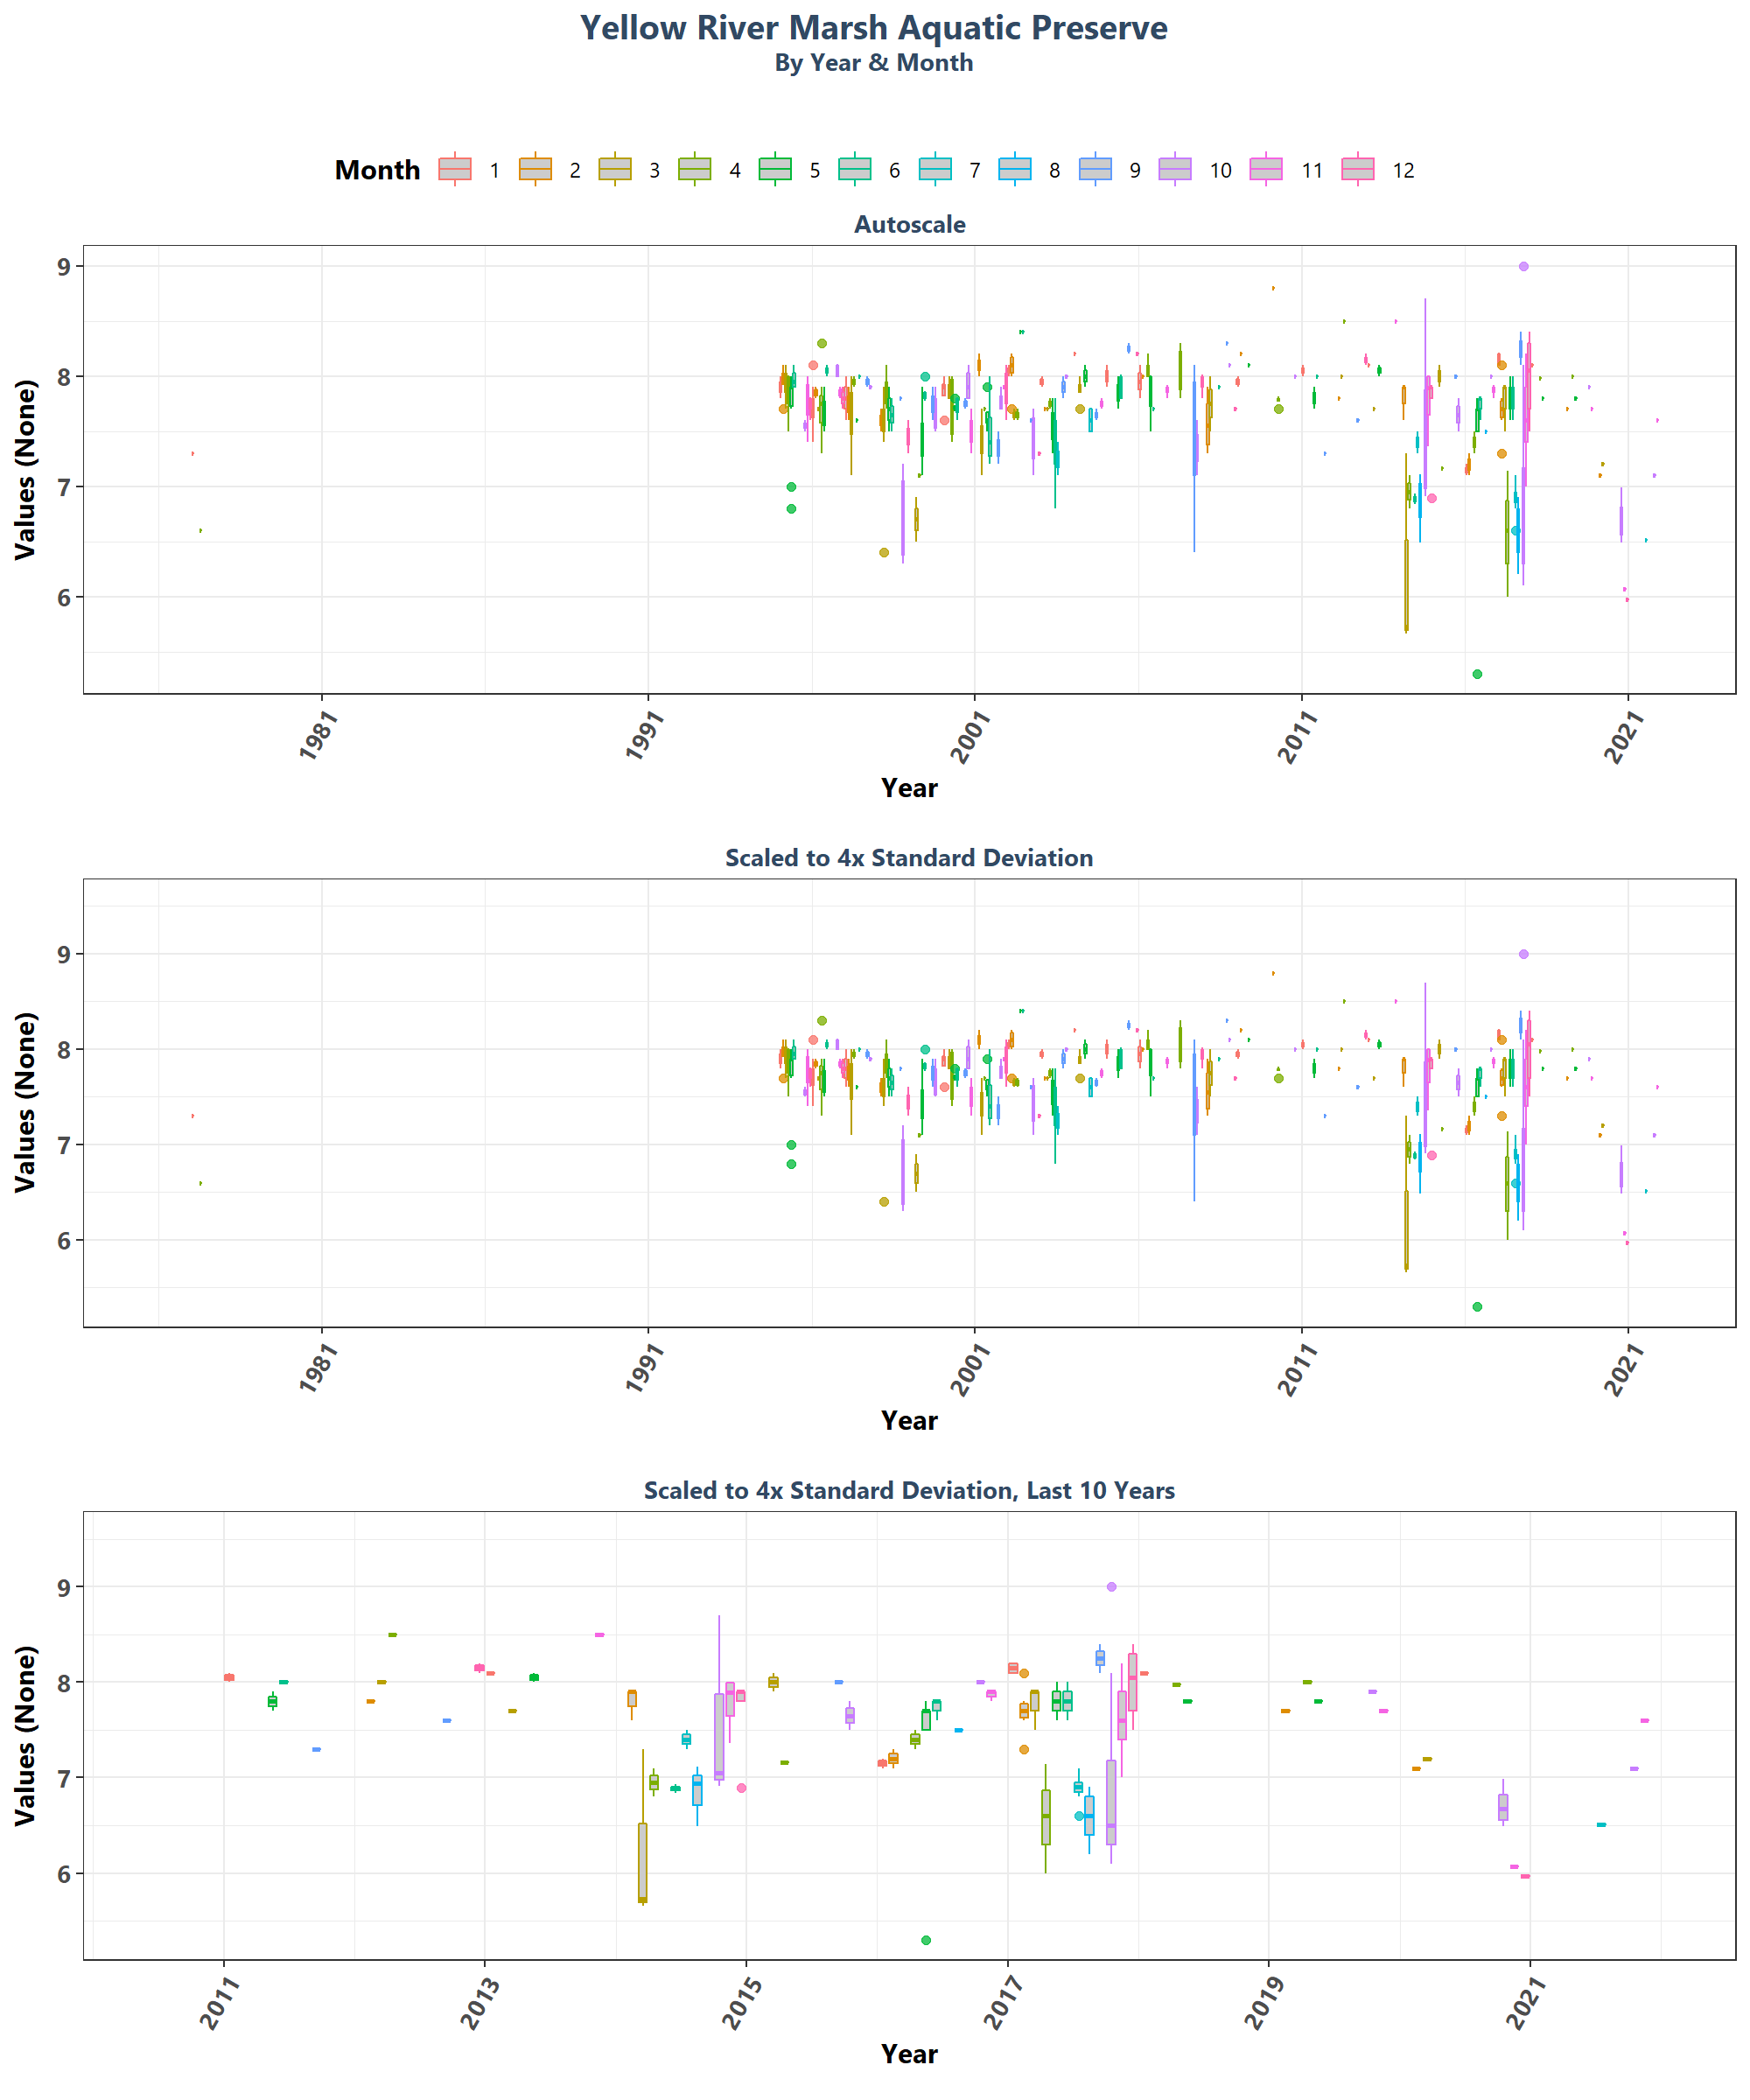 Yellow River Marsh Aquatic Preserve
By Year & Month
Month 1 2 3 4 5 6 7 8 9 10 11 12
Autoscale
Values (None)
9
8
7
6
1981 1991 2001 2011 2021
Year
Scaled to 4x Standard Deviation
Values (None)
9
8
7
6
1981 1991 2001 2011 2021
Year
Scaled to 4x Standard Deviation, Last 10 Years
Values (None)
9
8
7
6
2011 2013 2015 2017 2019 2021
Year